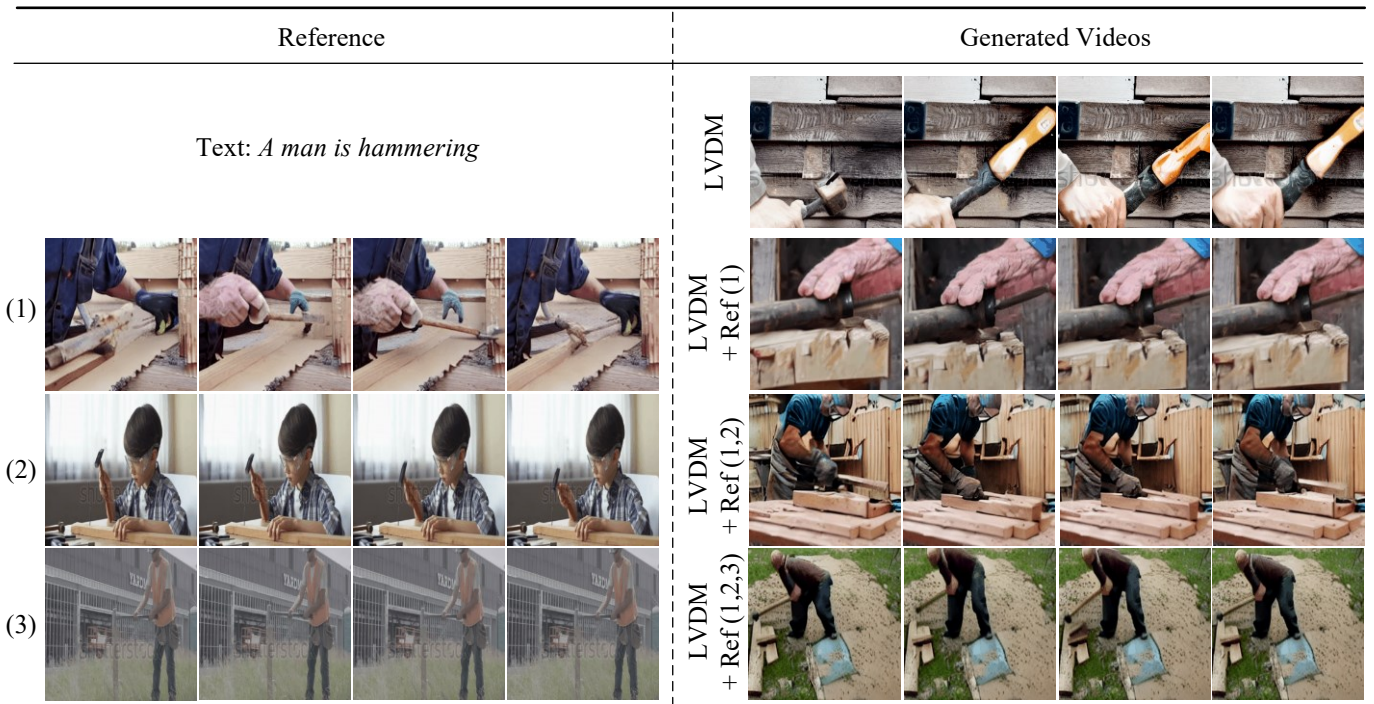 Reference
Generated Videos
Text: A man is hammering
LVDM
(1)
LVDM
+ Ref (1)
(2)
LVDM
+ Ref (1,2)
(3)
LVDM
+ Ref (1,2,3)